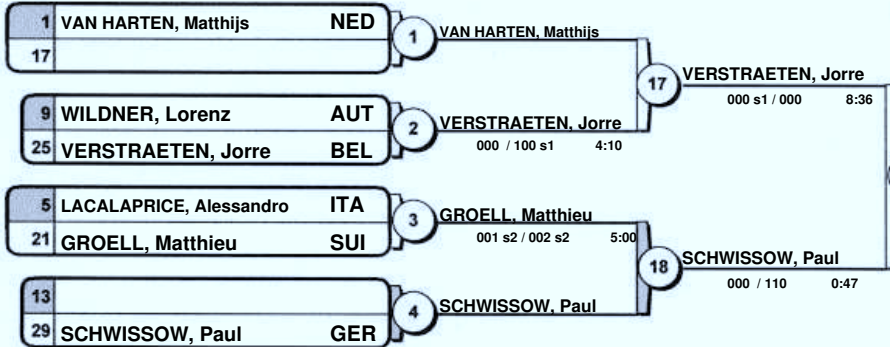 1 VAN HARTEN, Matthijs NED
17
1
VAN HARTEN, Matthijs
9 WILDNER, Lorenz AUT
25 VERSTRAETEN, Jorre BEL
2
VERSTRAETEN, Jorre
000 / 100 s1 4:10
17
VERSTRAETEN, Jorre
000 s1 / 000 8:36
5 LACALAPRICE, Alessandro ITA
21 GROELL, Matthieu SUI
3
GROELL, Matthieu
001 s2 / 002 s2 5:00
13
29 SCHWISSOW, Paul GER
4
SCHWISSOW, Paul
18
SCHWISSOW, Paul
000 / 110 0:47